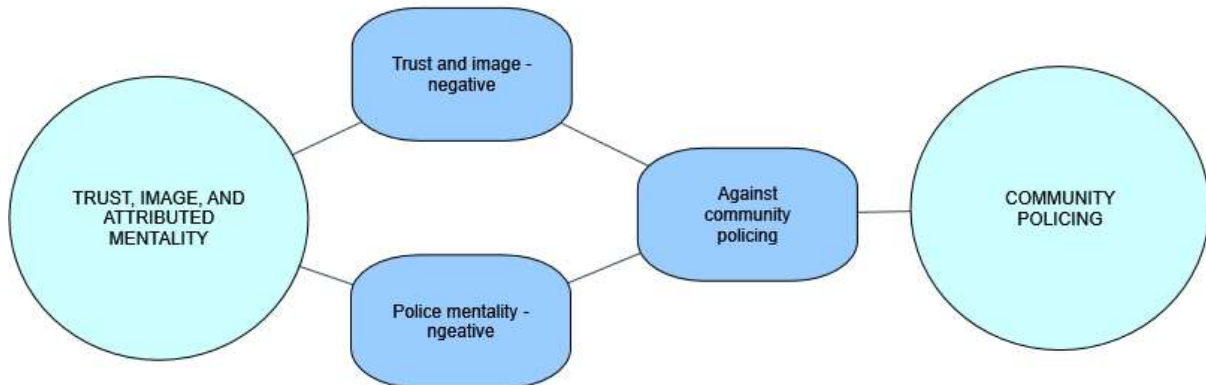 Trust and image -
negative
TRUST, IMAGE, AND
ATTRIBUTED
MENTALITY
Against
community
policing
COMMUNITY
POLICING
Police mentality -
ngeative